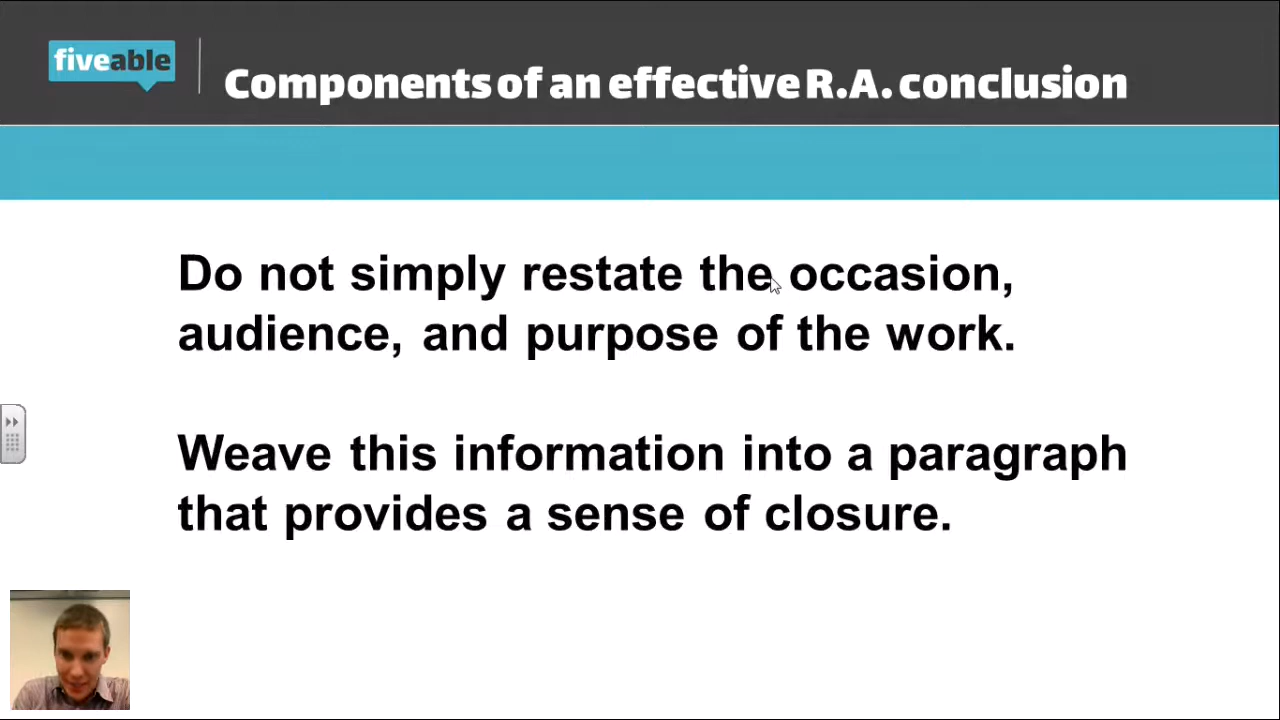 fiveable
Components of an effective R.A. conclusion
Do not simply restate the occasion,
audience, and purpose of the work.
Weave this information into a paragraph
that provides a sense of closure.